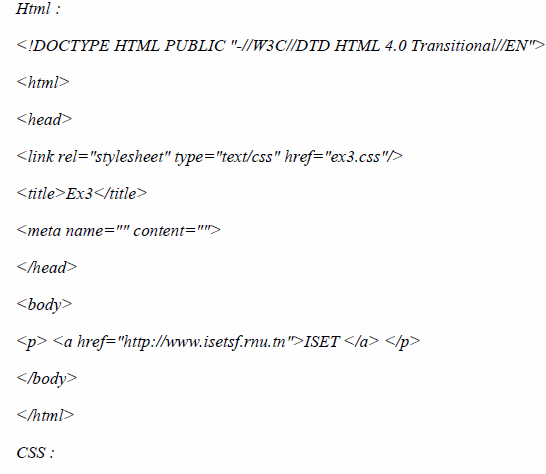 Html :
<!DOCTYPE HTML PUBLIC "-//W3C//DTD HTML 4.0 Transitional//EN">
<html>
<head>
<link rel="stylesheet" type="text/css" href="ex3.css"/>
<title>Ex3</title>
<meta name="" content="">
</head>
<body>
<p> <a href="http://www.isetsf.rnu.tn">ISET </a> </p>
</body>
</html>
CSS :